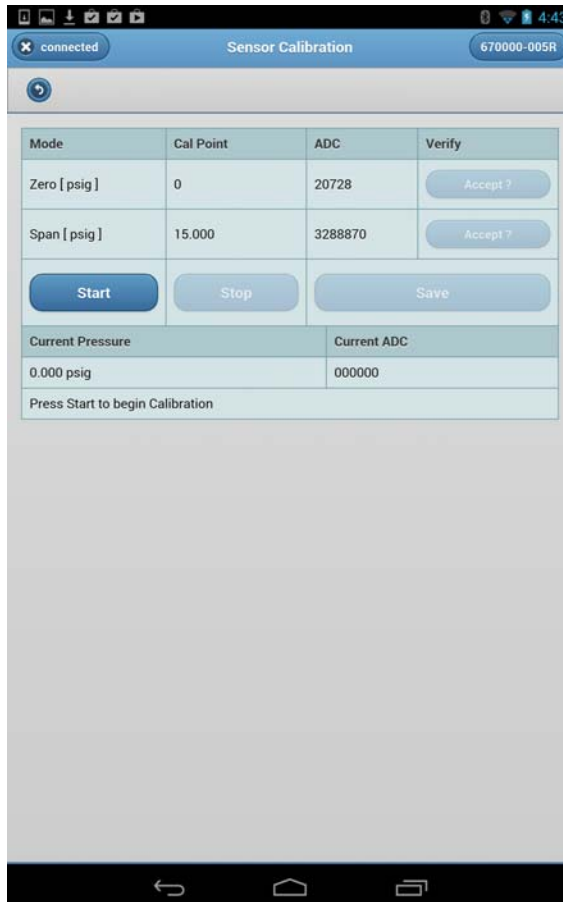 4:43
connected Sensor Calibration 670000-005R
Mode Cal Point ADC Verify
Zero [ psig ] 0 20728 Accept ?
Span [ psig ] 15.000 3288870 Accept ?
Start Stop Save
Current Pressure Current ADC
0.000 psig 000000
Press Start to begin Calibration